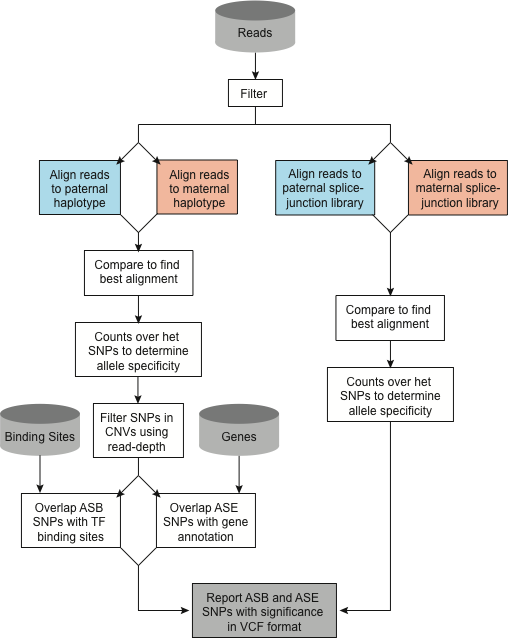 Reads
Filter
Align reads
to paternal
haplotype
Align reads
to maternal
haplotype
Align reads to
paternal splice-
junction library
Align reads to
maternal splice-
junction library
Compare to find
best alignment
Counts over het
SNPs to determine
allele specificity
Compare to find
best alignment
Counts over het
SNPs to determine
allele specificity
Binding Sites
Filter SNPs in
CNVs using
read-depth
Genes
Overlap ASB
SNPs with TF
binding sites
Overlap ASE
SNPs with gene
annotation
Report ASB and ASE
SNPs with significance
in VCF format